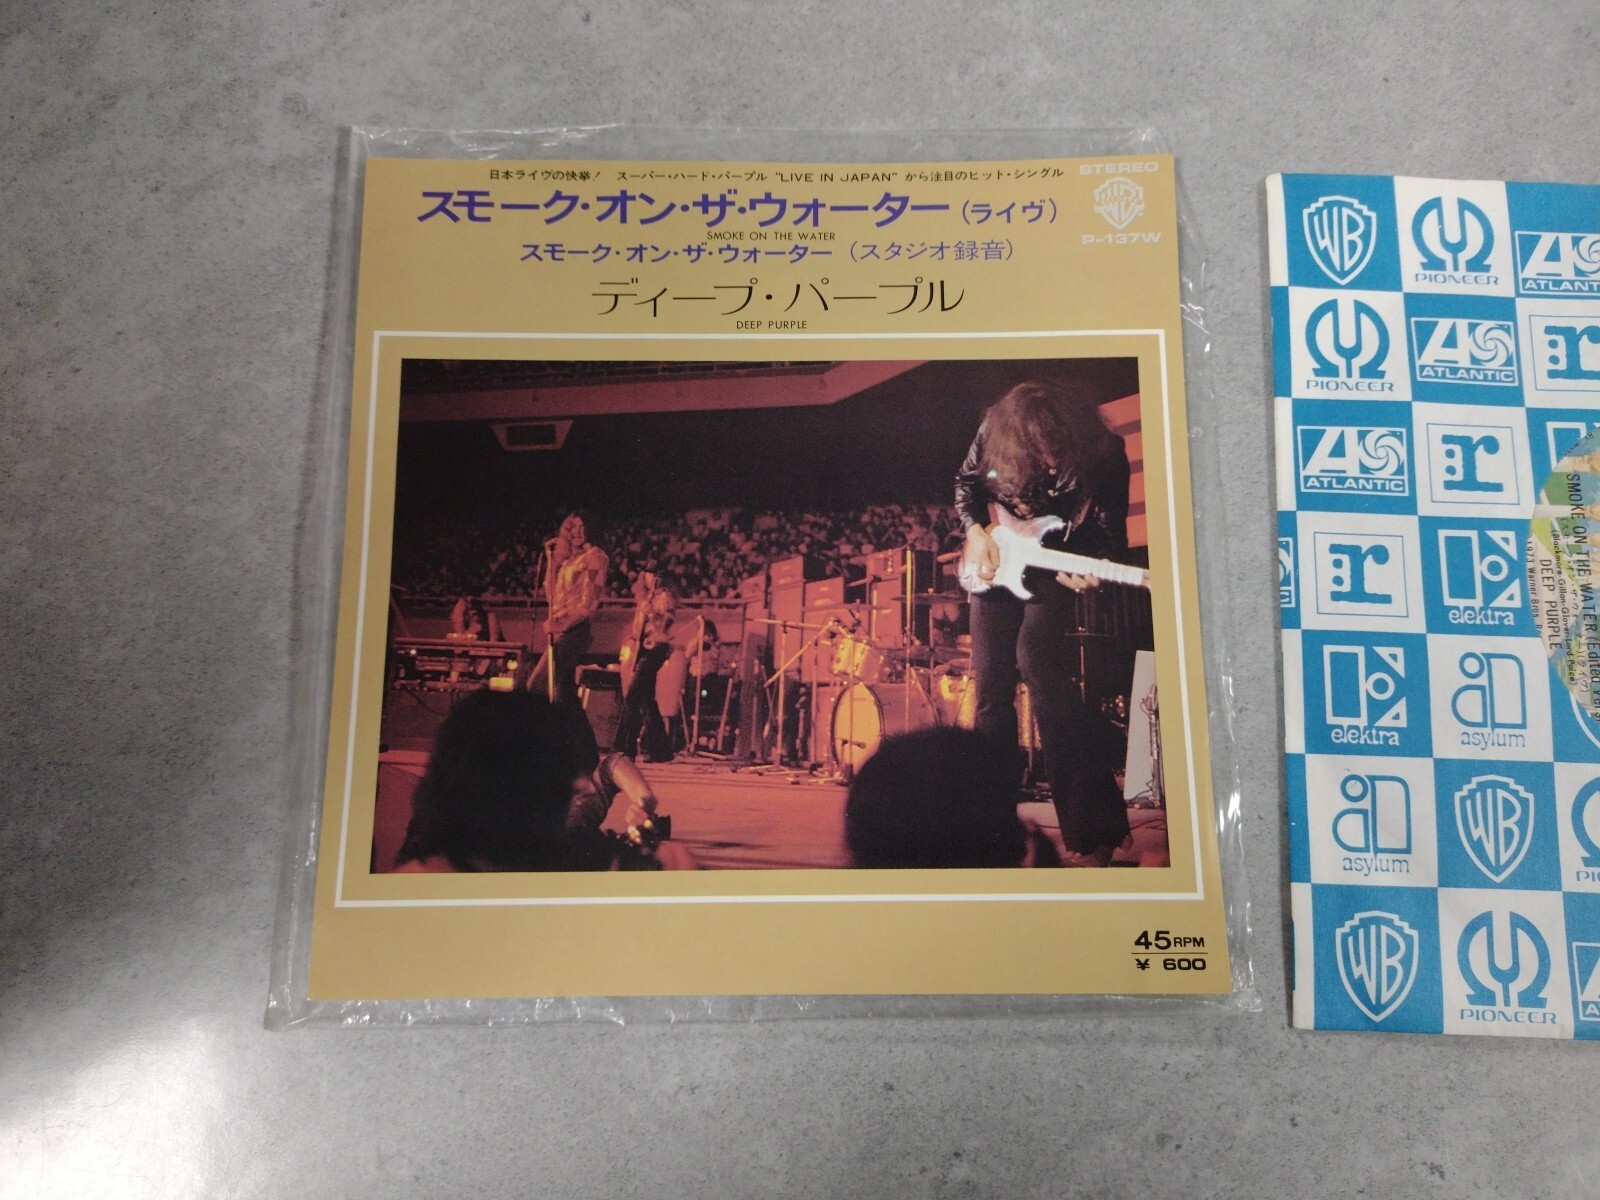 日本ライヴの快挙! スーパー・ハード・パープル "LIVE IN JAPAN" から注目のヒット・シングル
STEREO
スモーク・オン・ザ・ウォーター (ライヴ)
SMOKE ON THE WATER
P-137W
スモーク・オン・ザ・ウォーター (スタジオ録音)
ディープ・パープル
DEEP PURPLE
45 RPM
¥ 600
WB PIONEER ATLANTIC
PIONEER ATLANTIC r
ATLANTIC r
r elektra
elektra asylum
asylum WB
WB PIONEER
SMOKE ON THE WATER (Edited
DEEP PURPLE